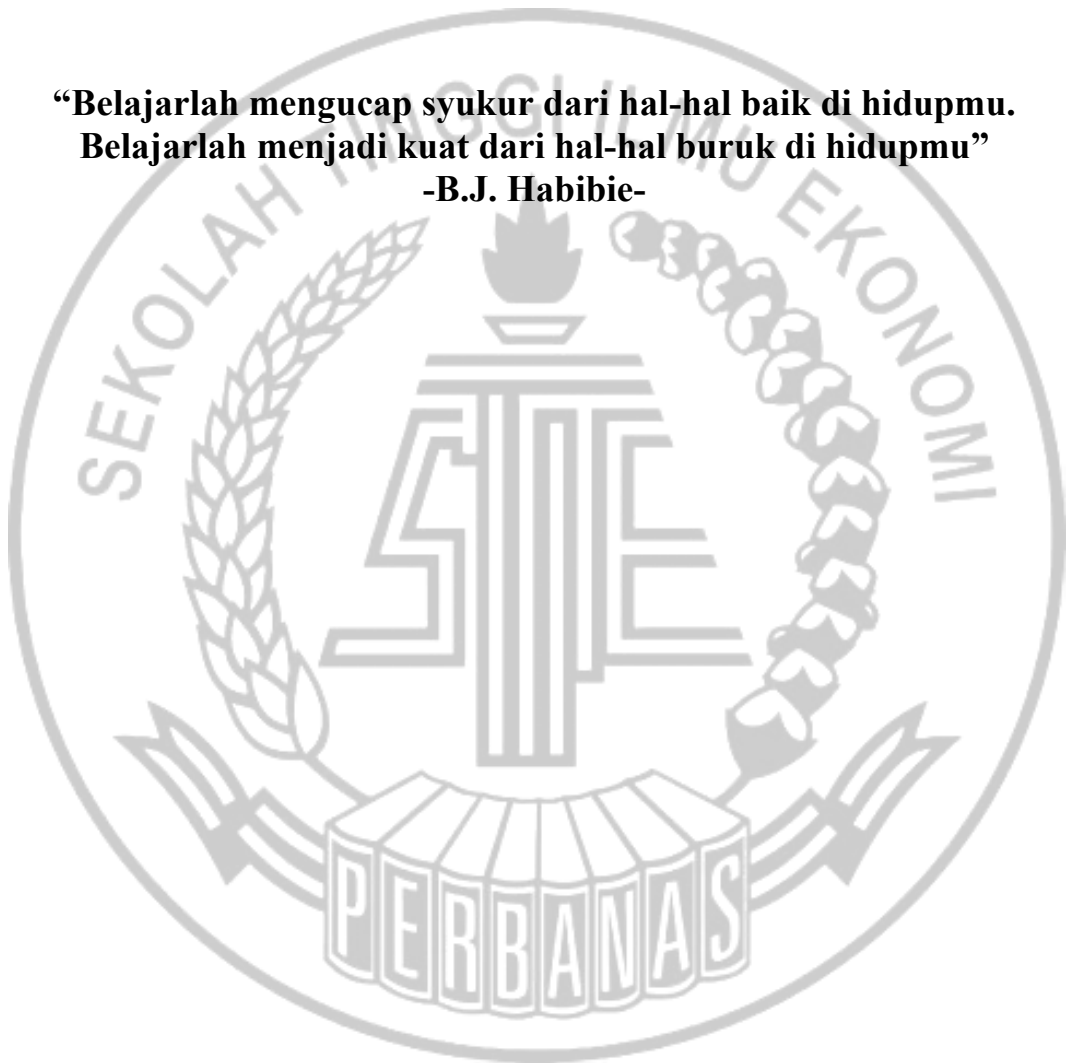 “Belajarlah mengucap syukur dari hal-hal baik di hidupmu.
Belajarlah menjadi kuat dari hal-hal buruk di hidupmu”
-B.J. Habibie-
SEKOLAH TINGGI ILMU EKONOMI
STIE
PERBANAS